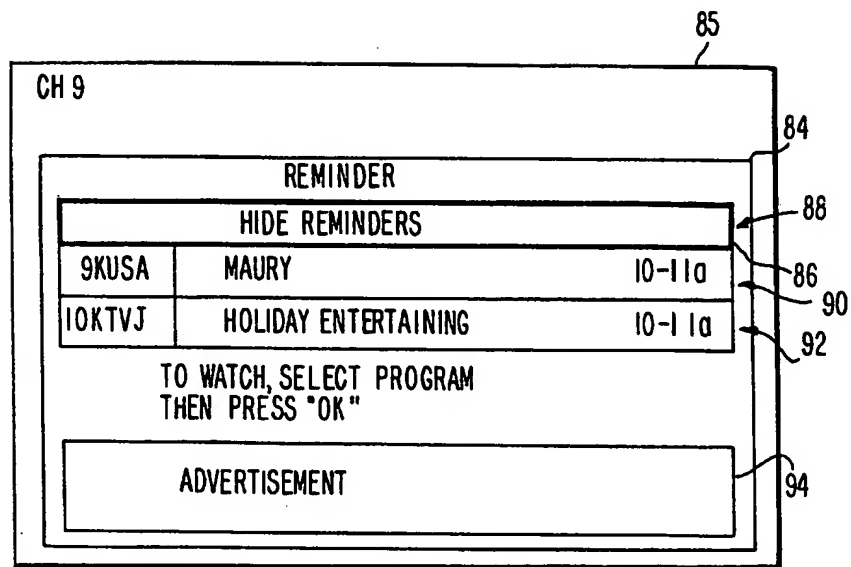 85
CH 9
84
REMINDER
HIDE REMINDERS
88
86
9KUSA MAURY 10-11a
90
10KTVJ HOLIDAY ENTERTAINING 10-11a
92
TO WATCH, SELECT PROGRAM
THEN PRESS "OK"
ADVERTISEMENT
94